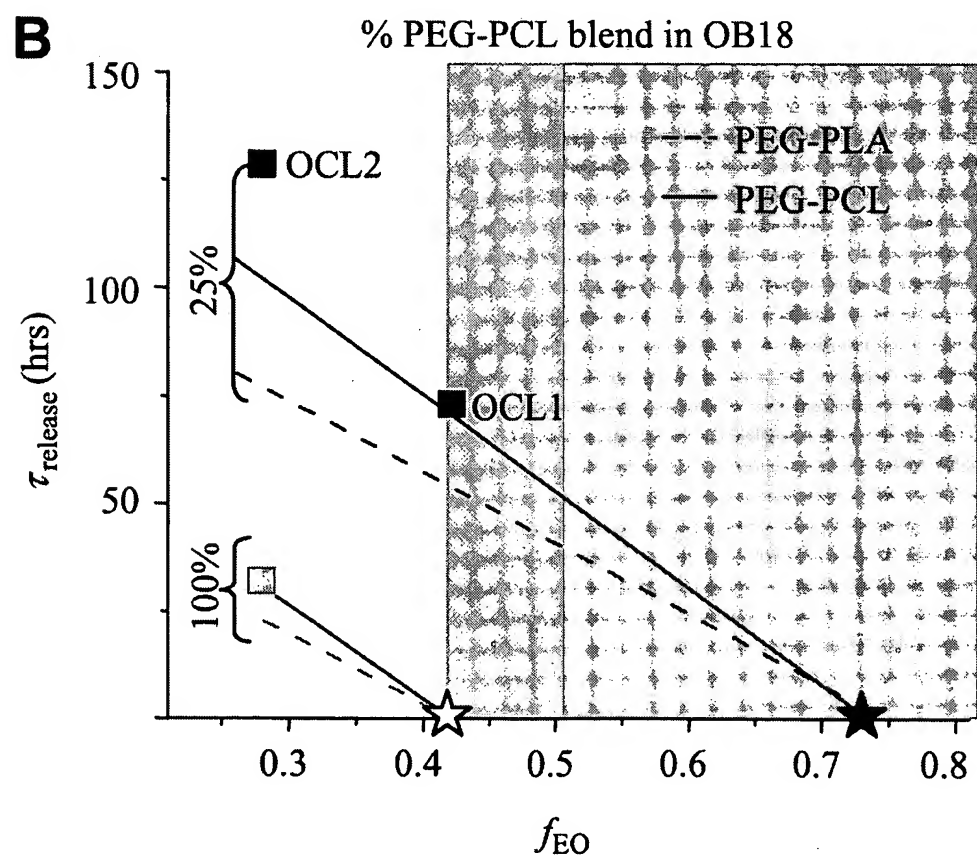 B
% PEG-PCL blend in OB18
150
100
50
τrelease (hrs)
PEG-PLA
PEG-PCL
OCL2
25%
OCL1
100%
0.3 0.4 0.5 0.6 0.7 0.8
fEO